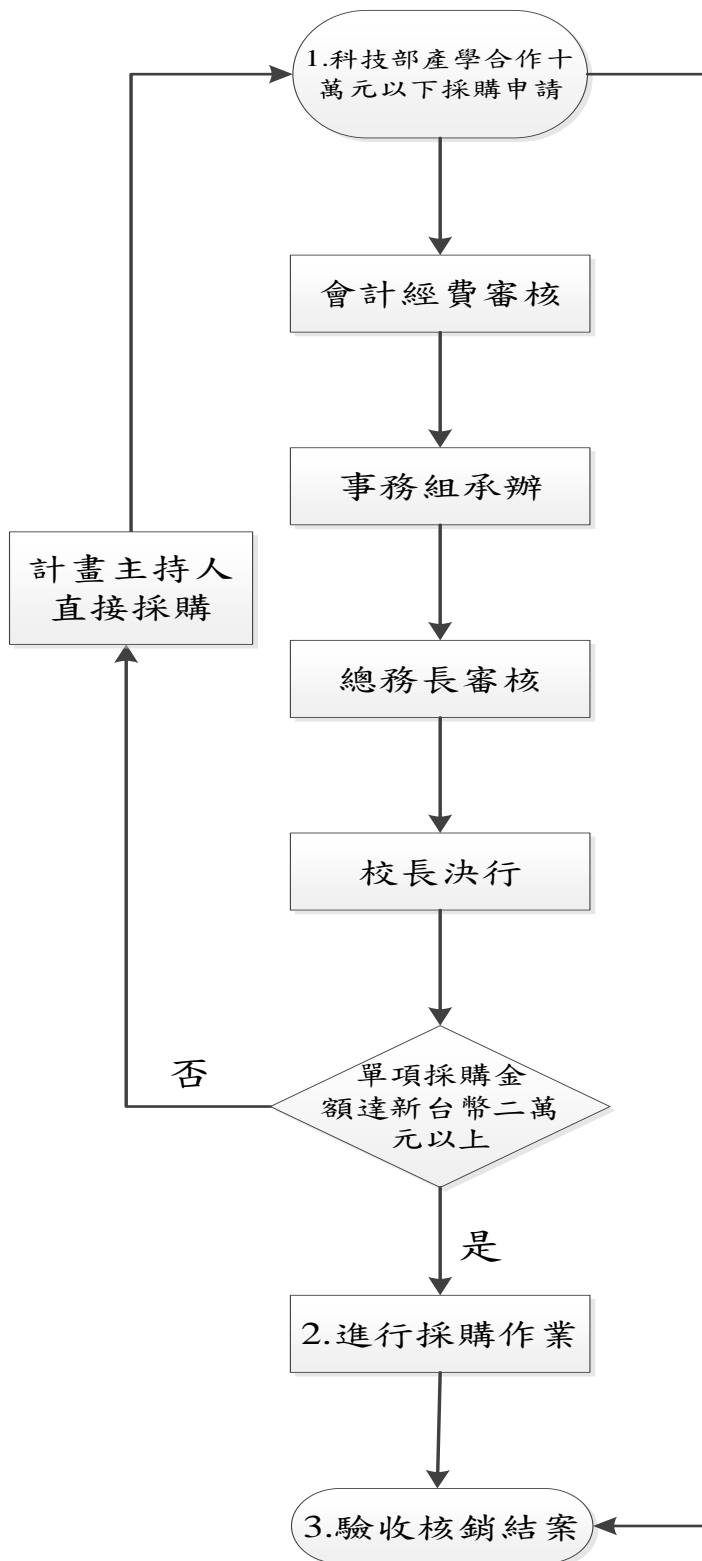 1.科技部產學合作十
萬元以下採購申請
會計經費審核
事務組承辦
計畫主持人
直接採購
總務長審核
校長決行
否
單項採購金
額達新台幣二萬
元以上
是
2.進行採購作業
3.驗收核銷結案